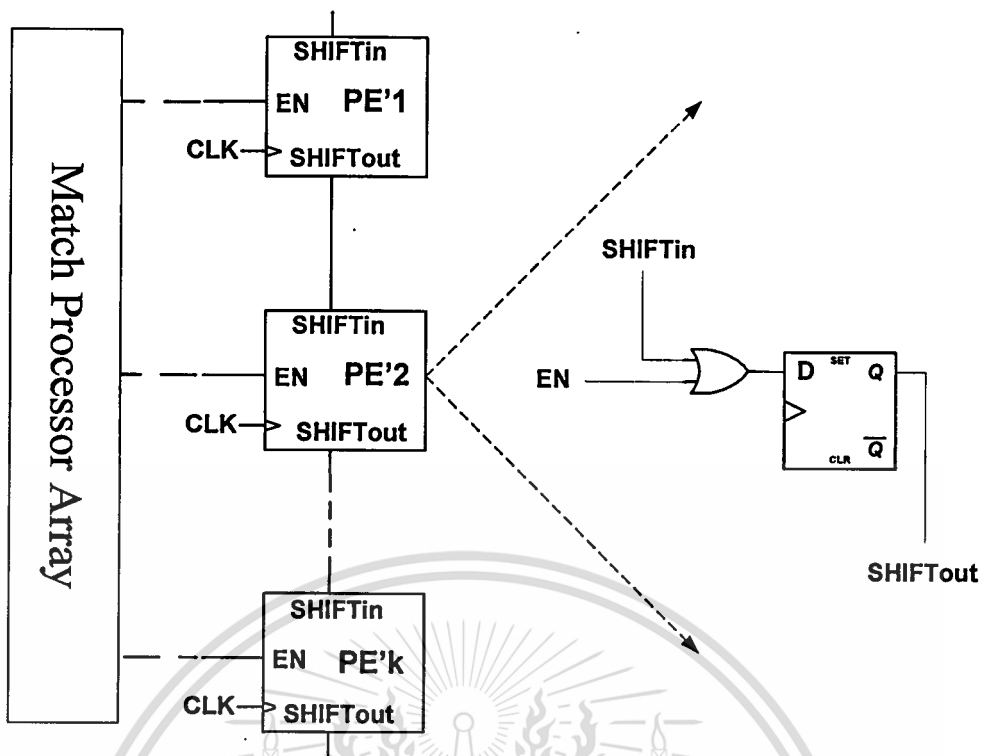 Match Processor Array
SHIFTin
EN PE'1
CLK SHIFTout
SHIFTin
EN PE'2
CLK SHIFTout
SHIFTin
EN PE'k
CLK SHIFTout
SHIFTin
EN
D SET Q
CLR Q̅
SHIFTout